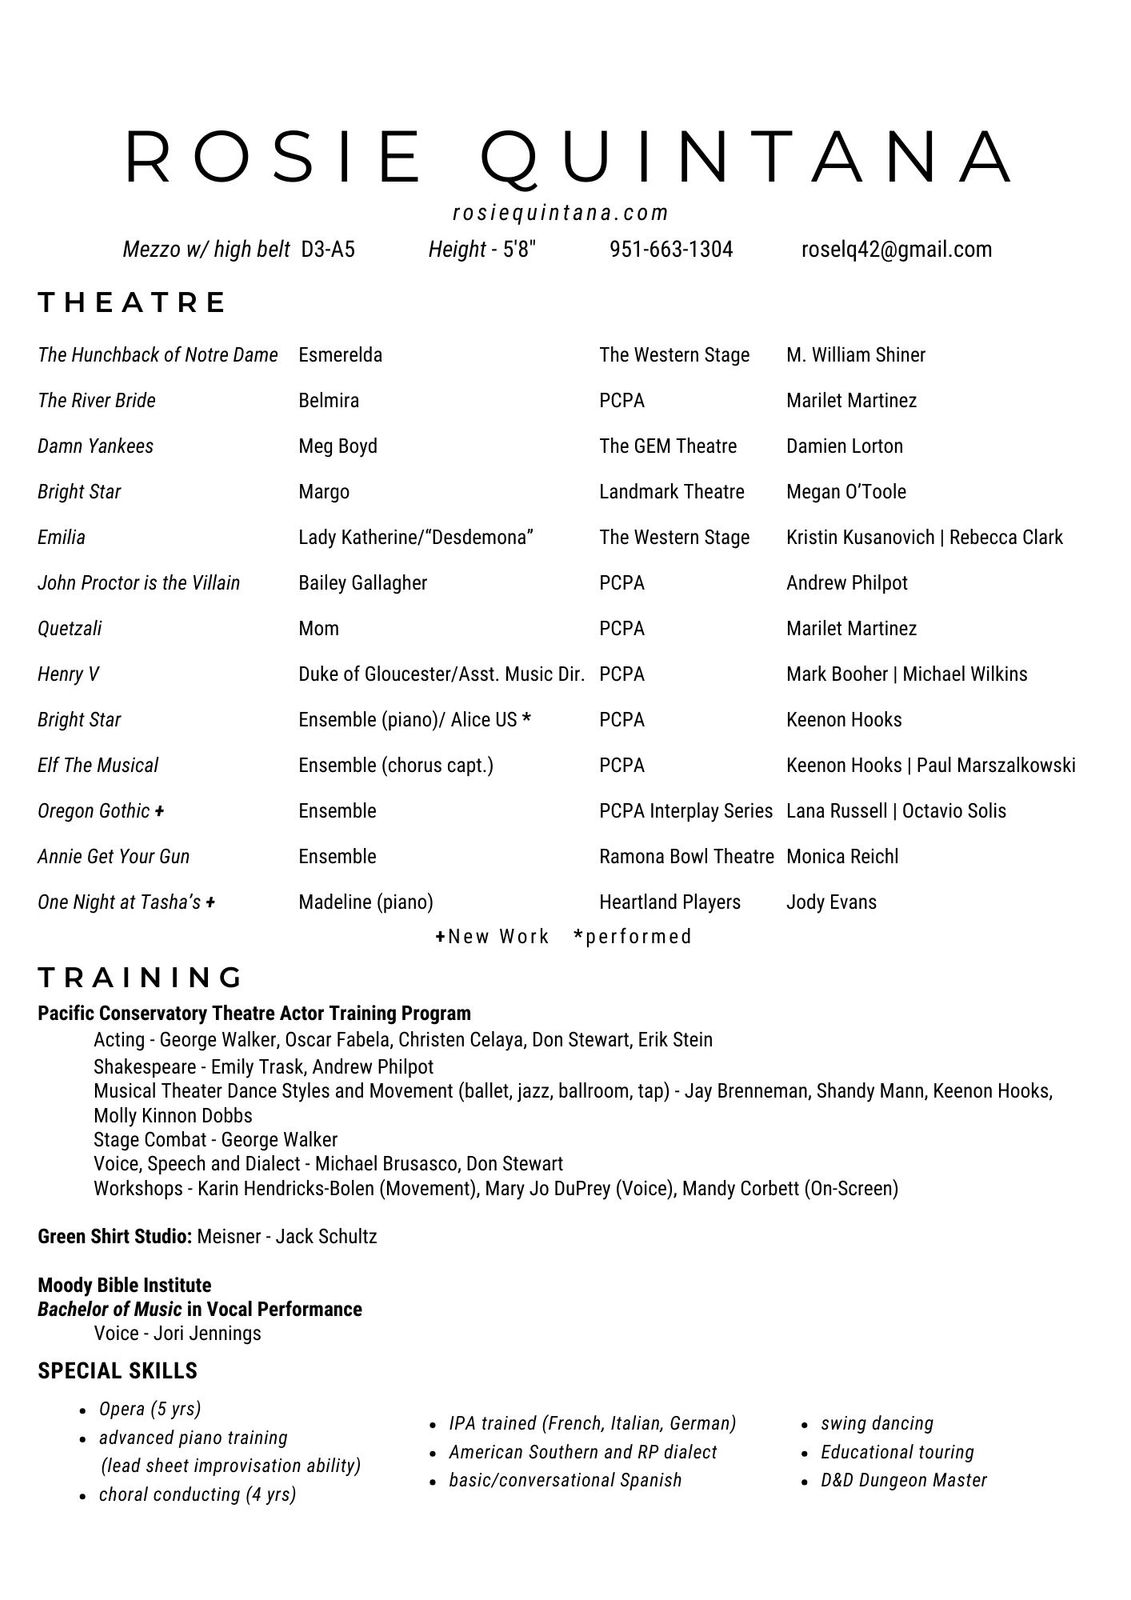 ROSIE QUINTANA
rosiequintana.com
Mezzo w/ high belt D3-A5 Height - 5'8" 951-663-1304 roselq42@gmail.com
THEATRE
The Hunchback of Notre Dame Esmerelda The Western Stage M. William Shiner
The River Bride Belmira PCPA Marilet Martinez
Damn Yankees Meg Boyd The GEM Theatre Damien Lorton
Bright Star Margo Landmark Theatre Megan O’Toole
Emilia Lady Katherine/“Desdemona” The Western Stage Kristin Kusanovich | Rebecca Clark
John Proctor is the Villain Bailey Gallagher PCPA Andrew Philpot
Quetzali Mom PCPA Marilet Martinez
Henry V Duke of Gloucester/Asst. Music Dir. PCPA Mark Booher | Michael Wilkins
Bright Star Ensemble (piano)/ Alice US * PCPA Keenon Hooks
Elf The Musical Ensemble (chorus capt.) PCPA Keenon Hooks | Paul Marszalkowski
Oregon Gothic + Ensemble PCPA Interplay Series Lana Russell | Octavio Solis
Annie Get Your Gun Ensemble Ramona Bowl Theatre Monica Reichl
One Night at Tasha’s + Madeline (piano) Heartland Players Jody Evans
+New Work *performed
TRAINING
Pacific Conservatory Theatre Actor Training Program
Acting - George Walker, Oscar Fabela, Christen Celaya, Don Stewart, Erik Stein
Shakespeare - Emily Trask, Andrew Philpot
Musical Theater Dance Styles and Movement (ballet, jazz, ballroom, tap) - Jay Brenneman, Shandy Mann, Keenon Hooks,
Molly Kinnon Dobbs
Stage Combat - George Walker
Voice, Speech and Dialect - Michael Brusasco, Don Stewart
Workshops - Karin Hendricks-Bolen (Movement), Mary Jo DuPrey (Voice), Mandy Corbett (On-Screen)
Green Shirt Studio: Meisner - Jack Schultz
Moody Bible Institute
Bachelor of Music in Vocal Performance
Voice - Jori Jennings
SPECIAL SKILLS
• Opera (5 yrs)
• advanced piano training
(lead sheet improvisation ability)
• choral conducting (4 yrs)
• IPA trained (French, Italian, German)
• American Southern and RP dialect
• basic/conversational Spanish
• swing dancing
• Educational touring
• D&D Dungeon Master